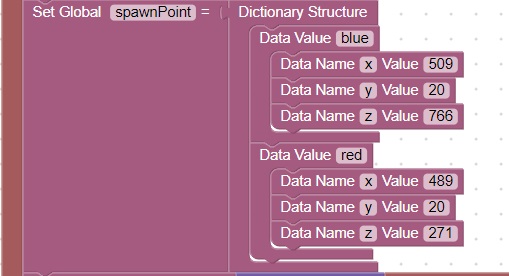 Set Global spawnPoint = Dictionary Structure
Data Value blue
Data Name x Value 509
Data Name y Value 20
Data Name z Value 766
Data Value red
Data Name x Value 489
Data Name y Value 20
Data Name z Value 271